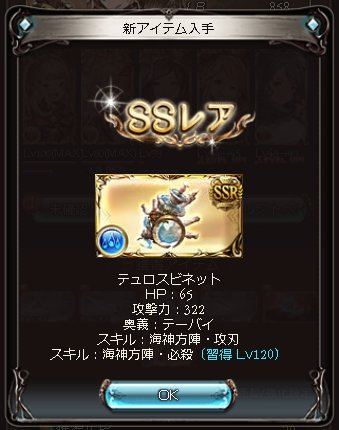 新アイテム入手
SSレア
SSR
テュロスビネット
HP：65
攻撃力：322
奥義：テーバイ
スキル：海神方陣・攻刃
スキル：海神方陣・必殺（習得 Lv120）
OK